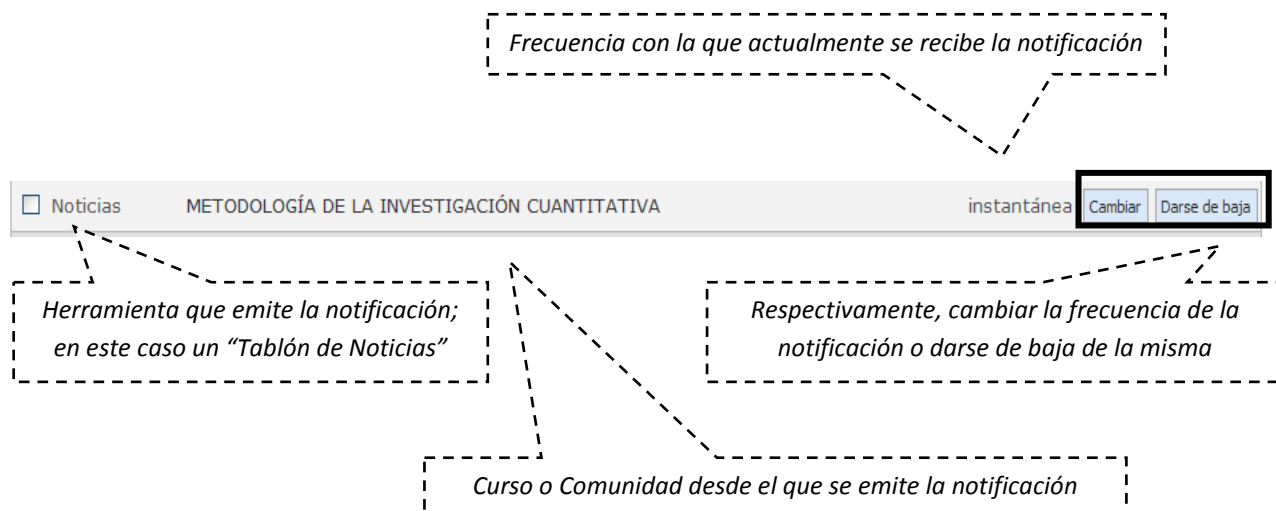 Frecuencia con la que actualmente se recibe la notificación
Noticias METODOLOGÍA DE LA INVESTIGACIÓN CUANTITATIVA instantánea Cambiar Darse de baja
Herramienta que emite la notificación;
en este caso un “Tablón de Noticias”
Respectivamente, cambiar la frecuencia de la
notificación o darse de baja de la misma
Curso o Comunidad desde el que se emite la notificación